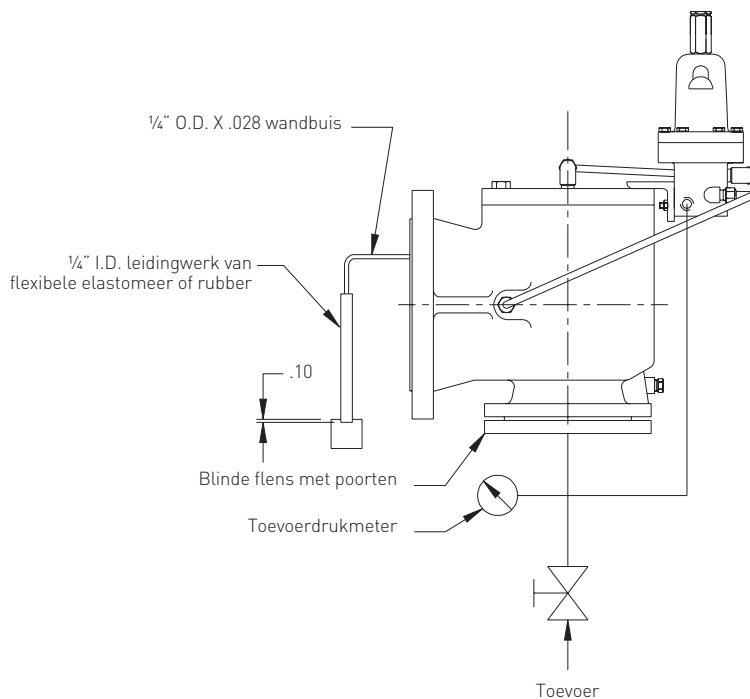 ¼" O.D. X .028 wandbuis
¼" I.D. leidingwerk van
flexibele elastomeer of rubber
.10
Blinde flens met poorten
Toevoerdrukmeter
Toevoer